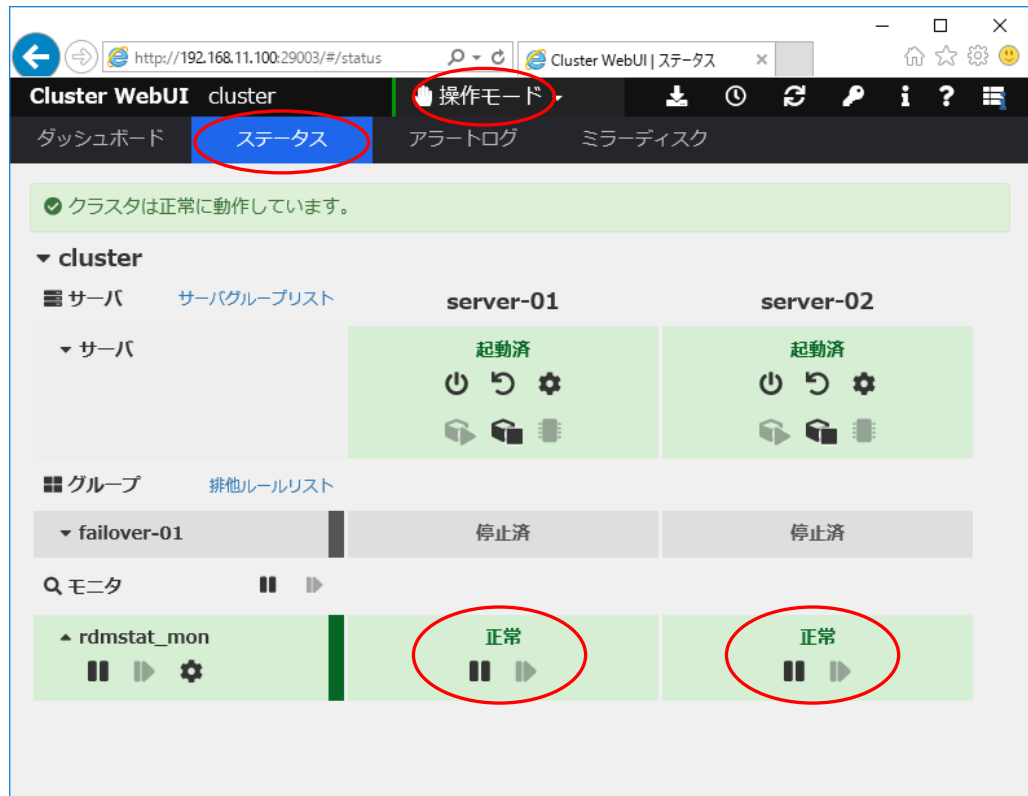 http://192.168.11.100:29003/#/status
Cluster WebUI | ステータス
Cluster WebUI cluster 操作モード
ダッシュボード ステータス アラートログ ミラーディスク
クラスタは正常に動作しています。
cluster
サーバ サーバグループリスト server-01 server-02
サーバ 起動済 起動済
グループ 排他ルールリスト
failover-01 停止済 停止済
モニタ
rdmstat_mon 正常 正常